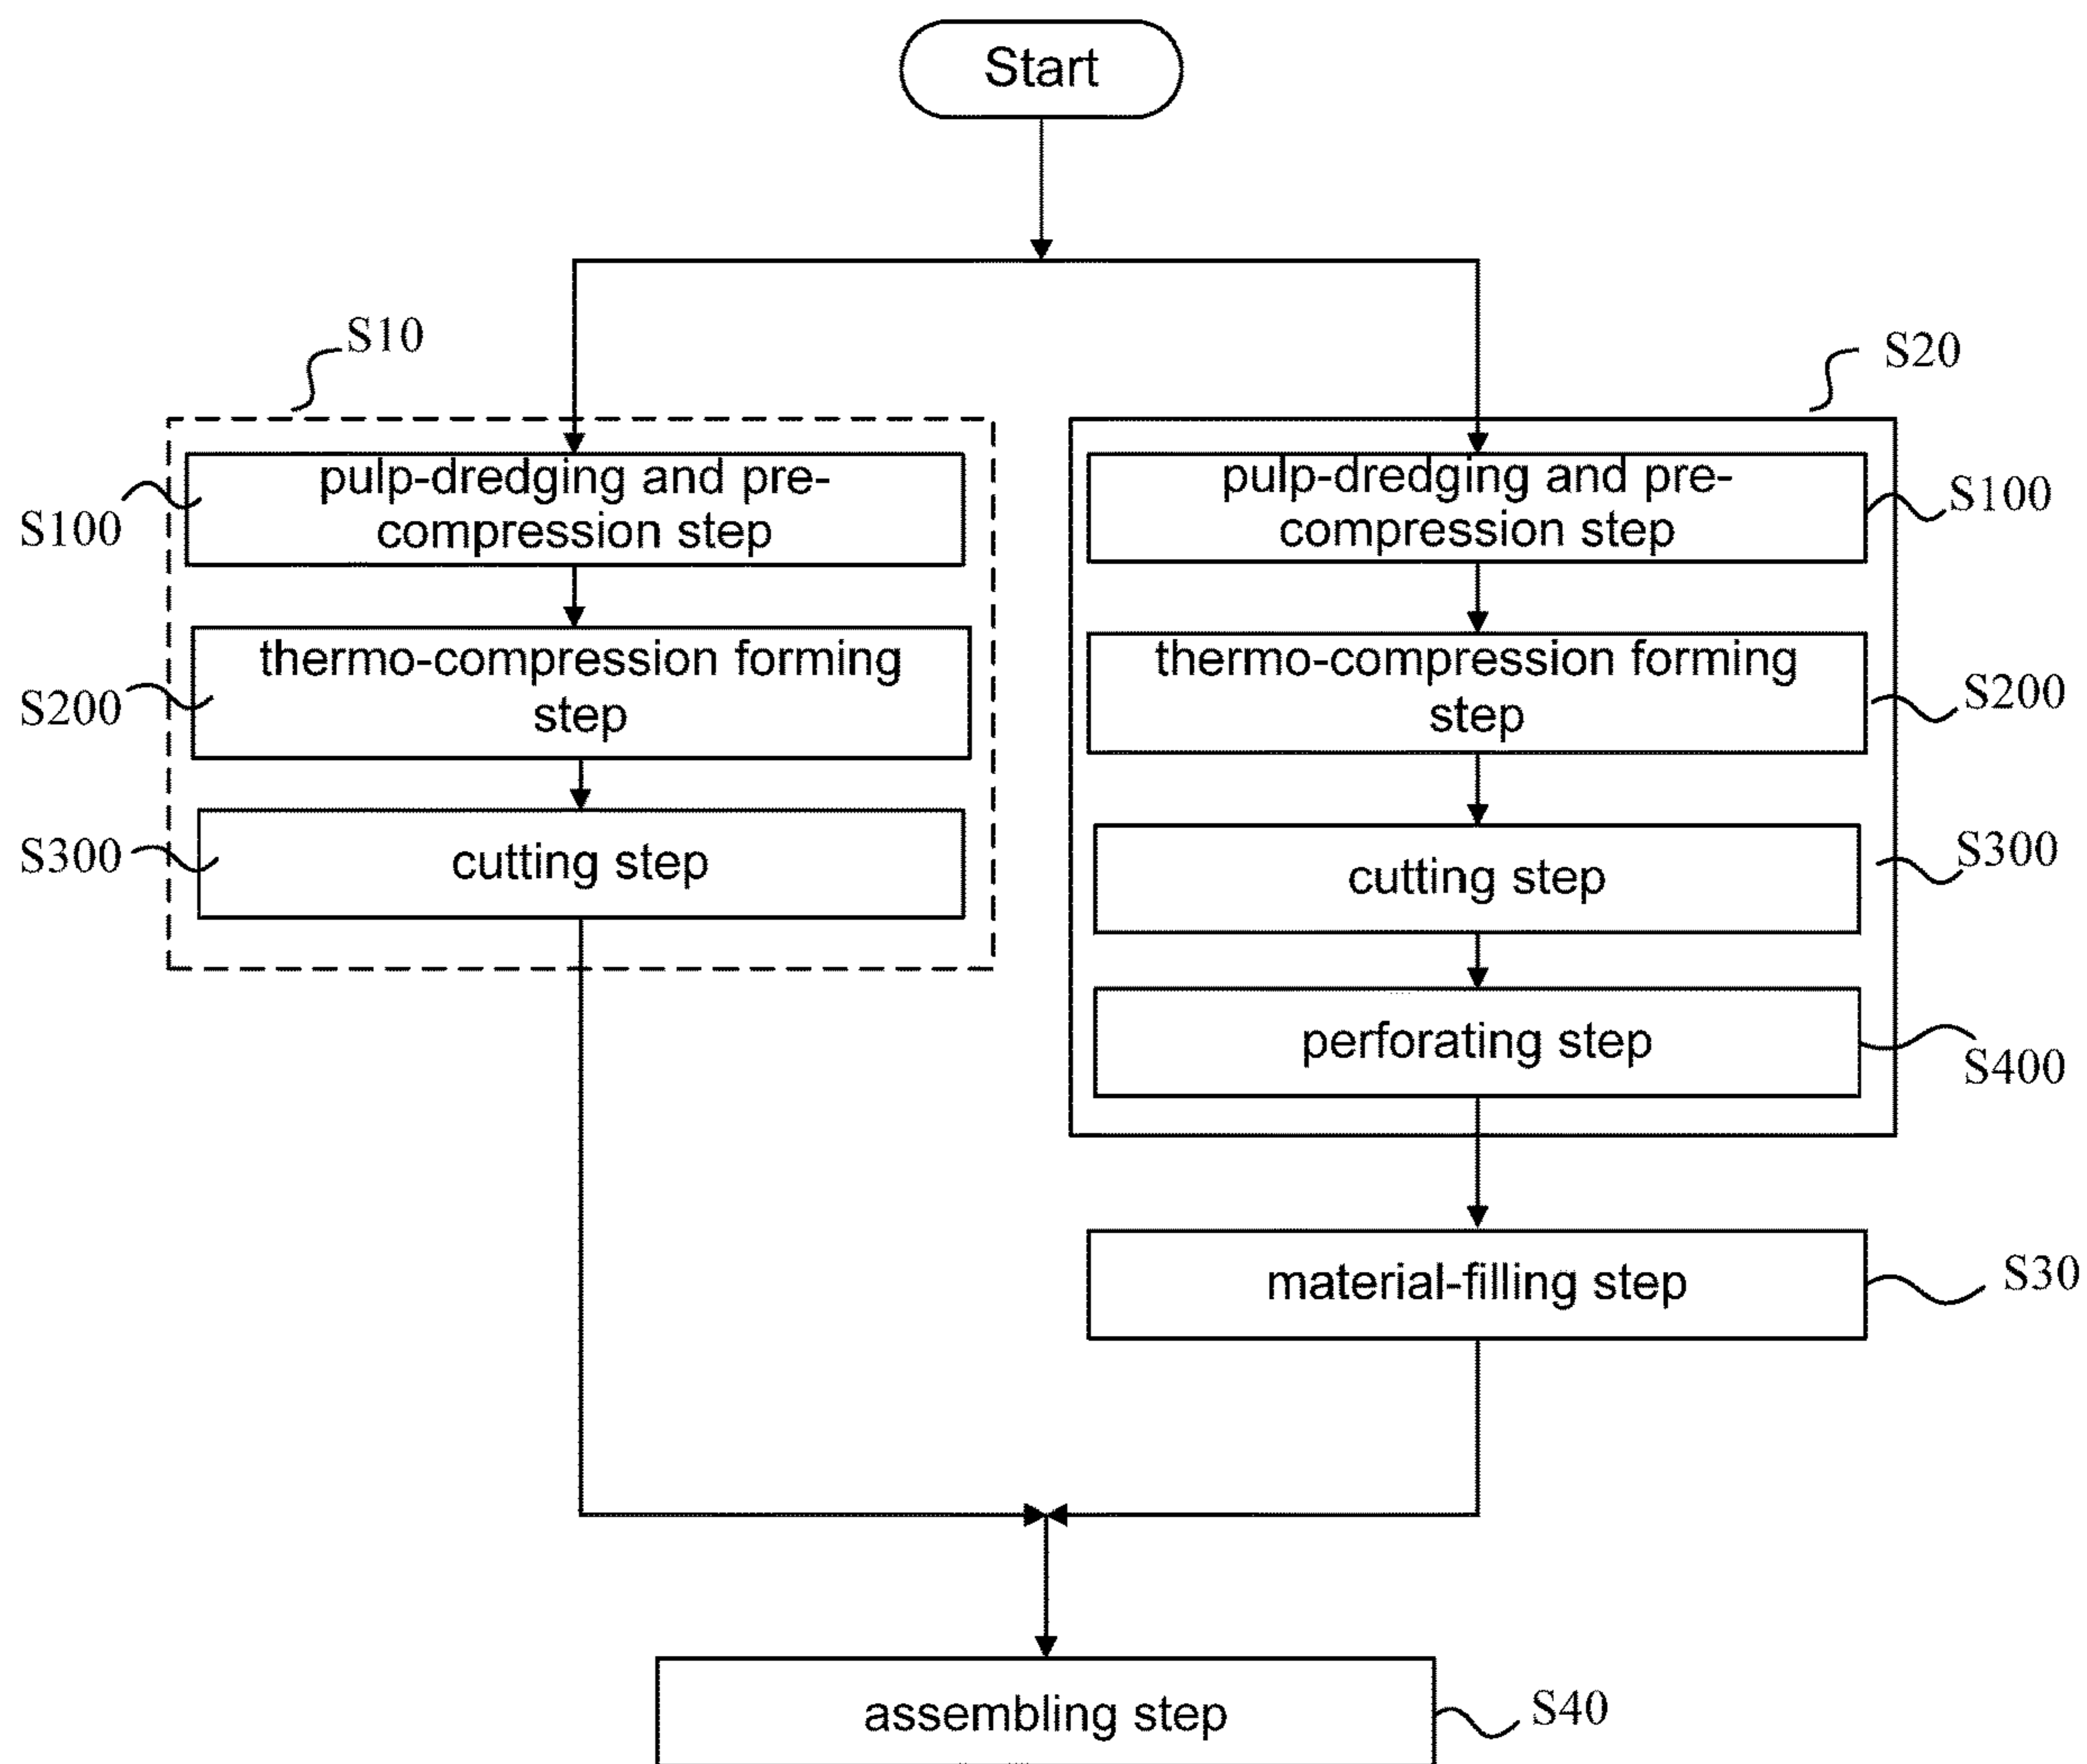 Start
S10
S20
pulp-dredging and pre-
compression step
S100
pulp-dredging and pre-
compression step
S100
thermo-compression forming
step
S200
thermo-compression forming
step
S200
cutting step
S300
cutting step
S300
perforating step
S400
material-filling step
S30
assembling step
S40